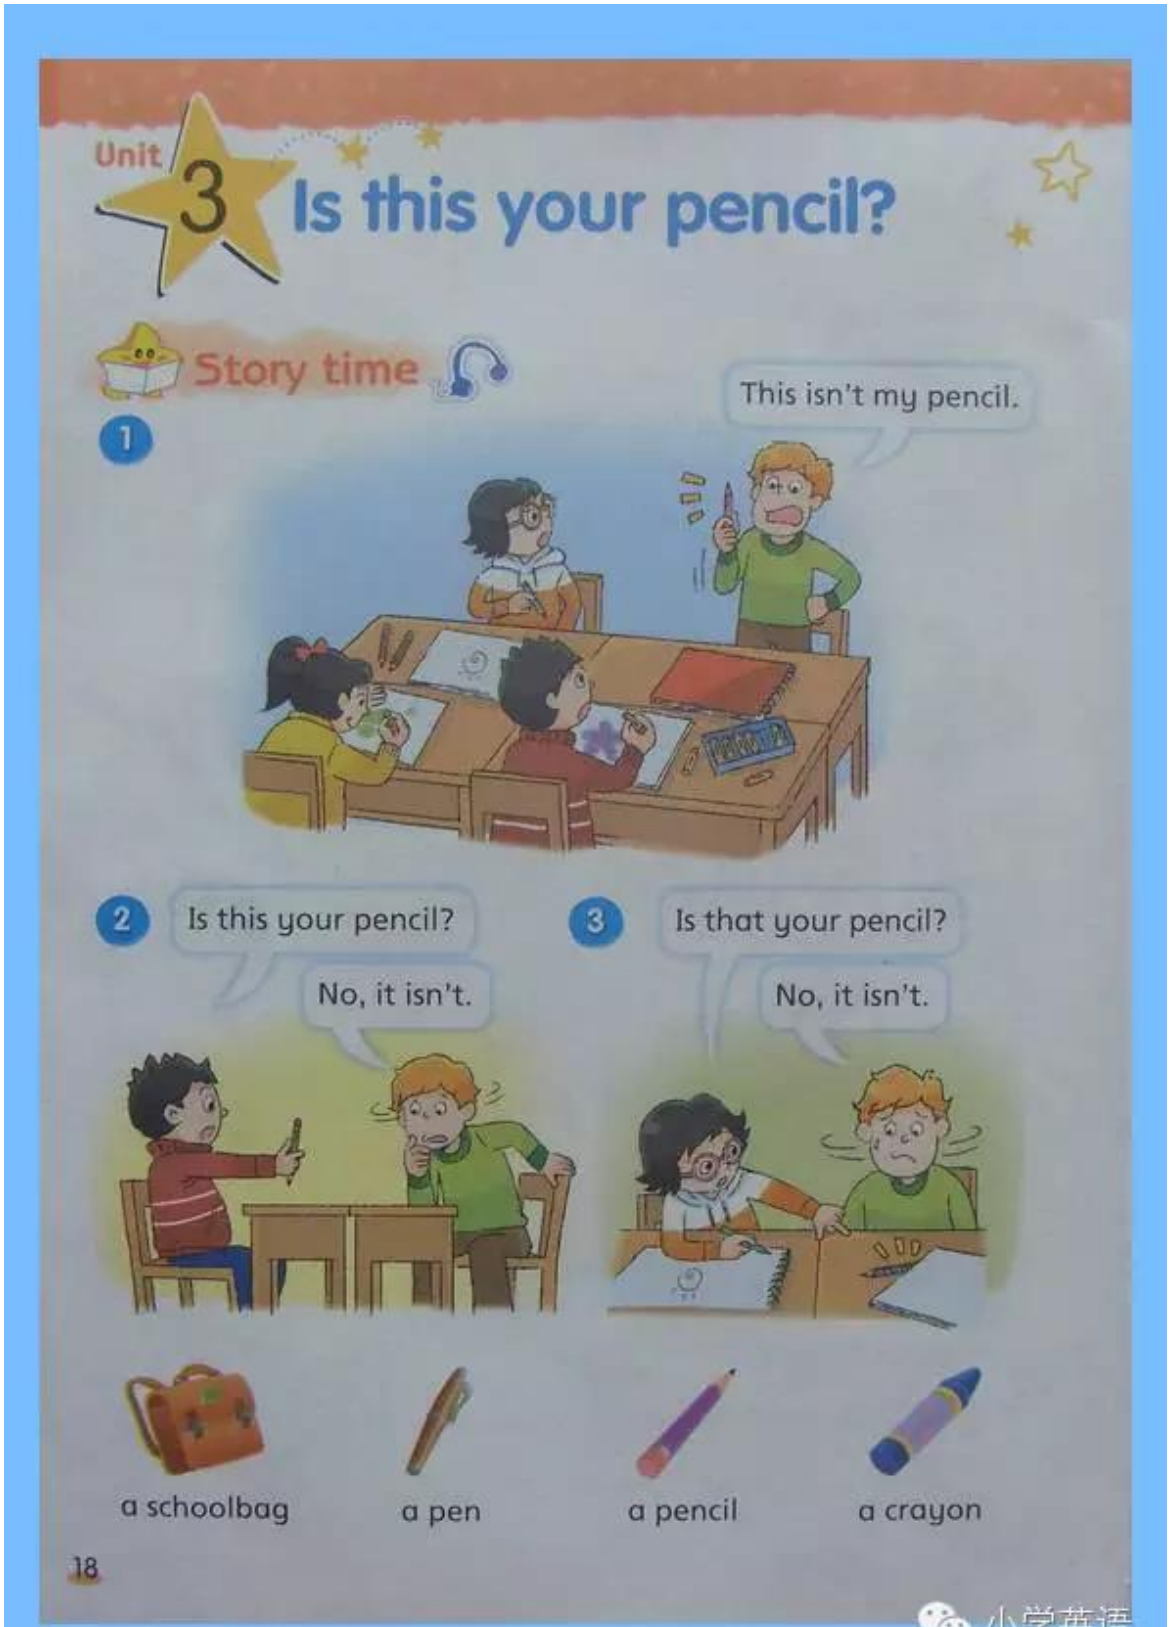 Unit
3
Is this your pencil?
Story time
1
This isn't my pencil.
2
Is this your pencil?
No, it isn't.
3
Is that your pencil?
No, it isn't.
a schoolbag
a pen
a pencil
a crayon
18
小学英语